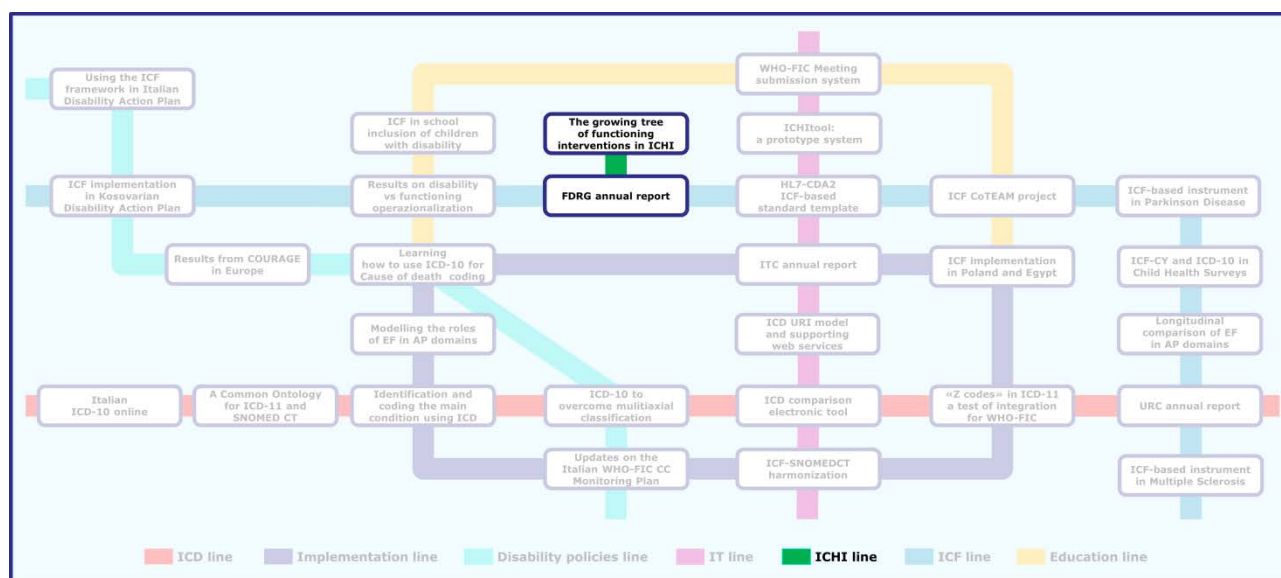 Using the ICF
framework in Italian
Disability Action Plan
WHO-FIC Meeting
submission system
ICF in school
inclusion of children
with disability
The growing tree
of functioning
interventions in ICHI
ICHItool:
a prototype system
ICF implementation
in Kosovarian
Disability Action Plan
Results on disability
vs functioning
operazionalization
FDRG annual report
HL7-CDA2
ICF-based
standard template
ICF CoTEAM project
ICF-based instrument
in Parkinson Disease
Results from COURAGE
in Europe
Learning
how to use ICD-10 for
Cause of death coding
ITC annual report
ICF implementation
in Poland and Egypt
ICF-CY and ICD-10 in
Child Health Surveys
Modelling the roles
of EF in AP domains
ICD URI model
and supporting
web services
Longitudinal
comparison of EF
in AP domains
Italian
ICD-10 online
A Common Ontology
for ICD-11 and
SNOMED CT
Identification and
coding the main
condition using ICD
ICD-10 to
overcome mulitiaxial
classification
ICD comparison
electronic tool
«Z codes» in ICD-11
a test of integration
for WHO-FIC
URC annual report
Updates on the
Italian WHO-FIC CC
Monitoring Plan
ICF-SNOMEDCT
harmonization
ICF-based instrument
in Multiple Sclerosis
ICD line
Implementation line
Disability policies line
IT line
ICHI line
ICF line
Education line